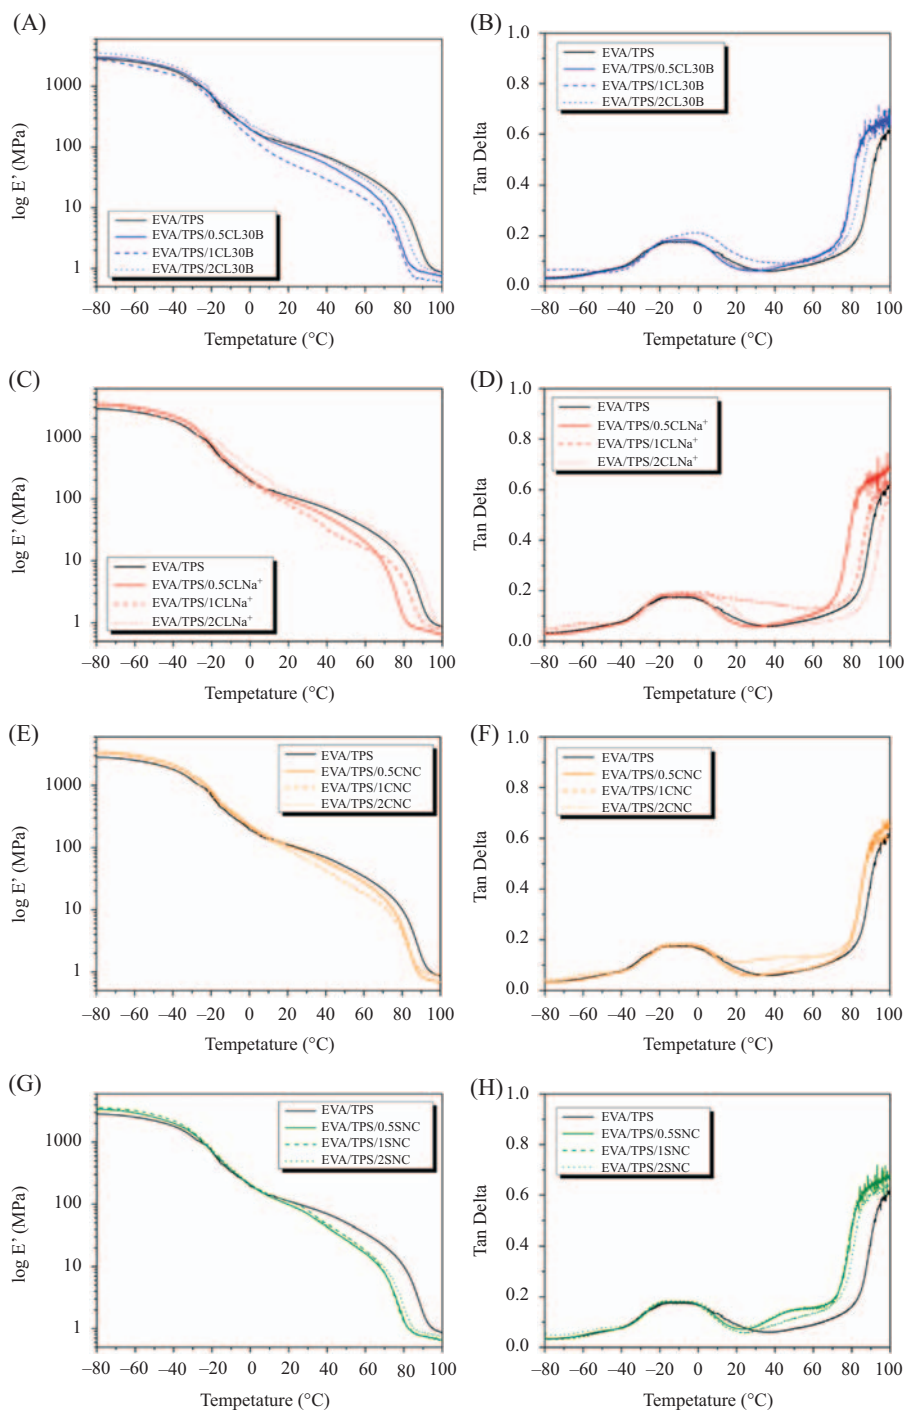 (A)
log E' (MPa)
1000
100
10
1
EVA/TPS
EVA/TPS/0.5CL30B
EVA/TPS/1CL30B
EVA/TPS/2CL30B
–80 –60 –40 –20 0 20 40 60 80 100
Tempetature (°C)
(B)
Tan Delta
1.0
0.8
0.6
0.4
0.2
0.0
EVA/TPS
EVA/TPS/0.5CL30B
EVA/TPS/1CL30B
EVA/TPS/2CL30B
–80 –60 –40 –20 0 20 40 60 80 100
Tempetature (°C)
(C)
log E' (MPa)
1000
100
10
1
EVA/TPS
EVA/TPS/0.5CLNa⁺
EVA/TPS/1CLNa⁺
EVA/TPS/2CLNa⁺
–80 –60 –40 –20 0 20 40 60 80 100
Tempetature (°C)
(D)
Tan Delta
1.0
0.8
0.6
0.4
0.2
0.0
EVA/TPS
EVA/TPS/0.5CLNa⁺
EVA/TPS/1CLNa⁺
EVA/TPS/2CLNa⁺
–80 –60 –40 –20 0 20 40 60 80 100
Tempetature (°C)
(E)
log E' (MPa)
1000
100
10
1
EVA/TPS
EVA/TPS/0.5CNC
EVA/TPS/1CNC
EVA/TPS/2CNC
–80 –60 –40 –20 0 20 40 60 80 100
Tempetature (°C)
(F)
Tan Delta
1.0
0.8
0.6
0.4
0.2
0.0
EVA/TPS
EVA/TPS/0.5CNC
EVA/TPS/1CNC
EVA/TPS/2CNC
–80 –60 –40 –20 0 20 40 60 80 100
Tempetature (°C)
(G)
log E' (MPa)
1000
100
10
1
EVA/TPS
EVA/TPS/0.5SNC
EVA/TPS/1SNC
EVA/TPS/2SNC
–80 –60 –40 –20 0 20 40 60 80 100
Tempetature (°C)
(H)
Tan Delta
1.0
0.8
0.6
0.4
0.2
0.0
EVA/TPS
EVA/TPS/0.5SNC
EVA/TPS/1SNC
EVA/TPS/2SNC
–80 –60 –40 –20 0 20 40 60 80 100
Tempetature (°C)